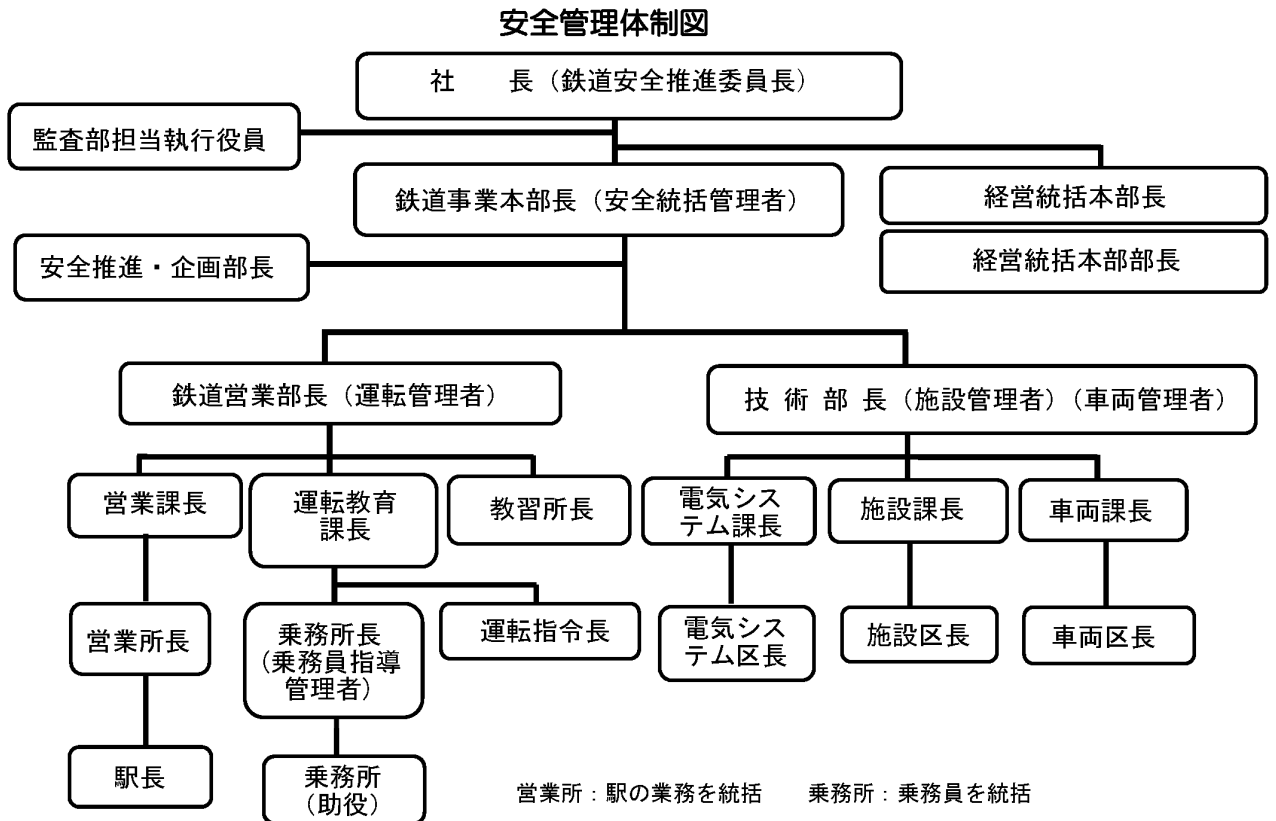 安全管理体制図
社　　長（鉄道安全推進委員長）
監査部担当執行役員
鉄道事業本部長（安全統括管理者）
経営統括本部長
経営統括本部部長
安全推進・企画部長
鉄道営業部長（運転管理者）
技 術 部 長（施設管理者）（車両管理者）
営業課長
運転教育
課長
教習所長
電気シス
テム課長
施設課長
車両課長
営業所長
乗務所長
（乗務員指導
管理者）
運転指令長
電気シス
テム区長
施設区長
車両区長
駅長
乗務所
（助役）
営業所：駅の業務を統括　　乗務所：乗務員を統括